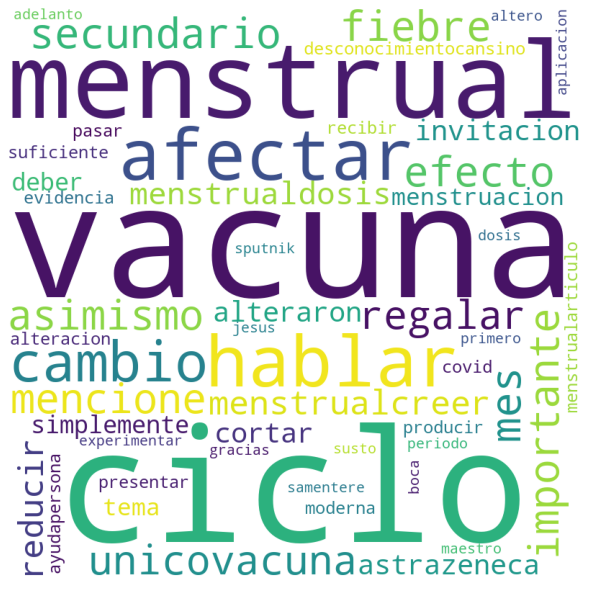 adelanto
altero
aplicacion
secundario
fiebre
desconocimientocansino
menstrual
pasar
recibir
invitacion
suficiente
afectar
deber
efecto
evidencia
menstrualdosis
menstruacion
vacuna
sputnik
dosis
menstrualarticulo
asimismo
alteraron
regalar
jesus
primero
alteracion
cambio
hablar
covid
importante
mencione
menstrualcreer
mes
simplemente
cortar
producir
experimentar
gracias
susto
periodo
reducir
ayudapersona
presentar
ciclo
samentere
boca
tema
moderna
unicovacuna
astrazeneca
maestro